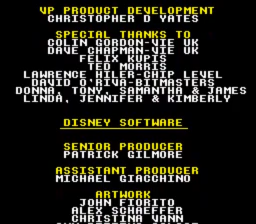 VP PRODUCT DEVELOPMENT
CHRISTOPHER D YATES
SPECIAL THANKS TO
COLIN GORDON-VIE UK
DAVE CHAPMAN-VIE UK
FELIX KUPIS
TED MORRIS
LAWRENCE HILER-CHIP LEVEL
DAVID O'RIVA-BITMASTERS
DONNA, TONY, SAMANTHA & JAMES
LINDA, JENNIFER & KIMBERLY
DISNEY SOFTWARE
SENIOR PRODUCER
PATRICK GILMORE
ASSISTANT PRODUCER
MICHAEL GIACCHINO
ARTWORK
JOHN FIORITO
ALEX SCHAEFFER
CHRISTINA VANN